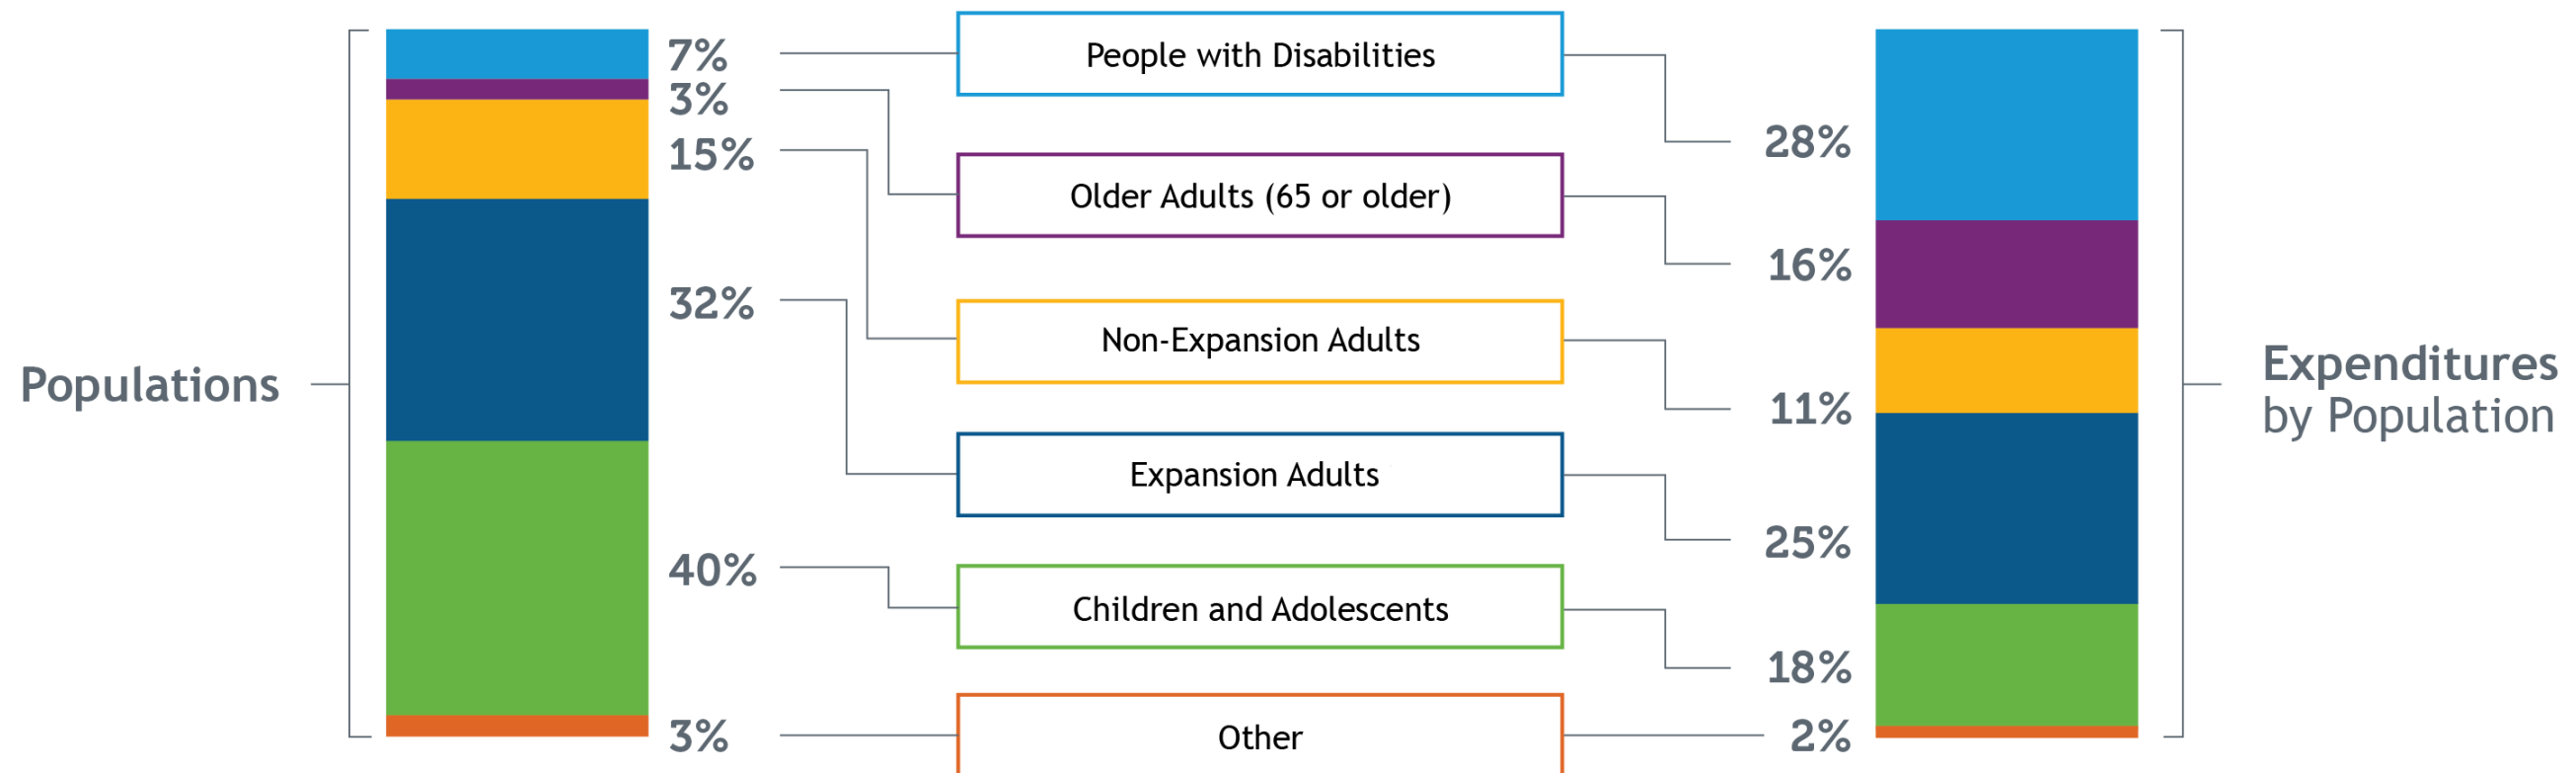 Populations
7%
3%
15%
32%
40%
3%
People with Disabilities
Older Adults (65 or older)
Non-Expansion Adults
Expansion Adults
Children and Adolescents
Other
28%
16%
11%
25%
18%
2%
Expenditures
by Population